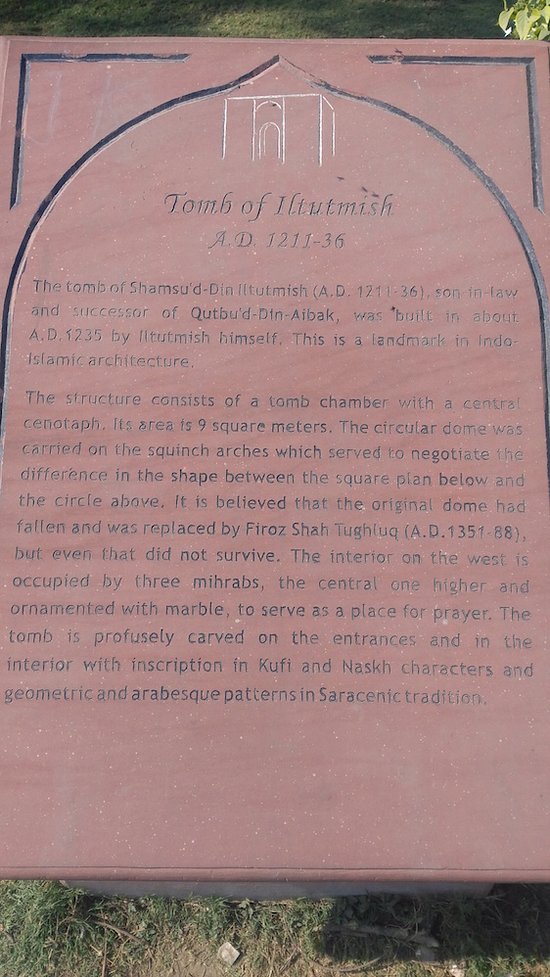 Tomb of Iltutmish
A.D. 1211-36
The tomb of Shamsu'd-Din Iltutmish (A.D. 1211-36), son in-law
and successor of Qutbu'd-Din-Aibak, was built in about
A.D.1235 by Iltutmish himself. This is a landmark in Indo-
Islamic architecture.
The structure consists of a tomb chamber with a central
cenotaph. Its area is 9 square meters. The circular dome was
carried on the squinch arches which served to negotiate the
difference in the shape between the square plan below and
the circle above. It is believed that the original dome had
fallen and was replaced by Firoz Shah Tughluq (A.D.1351-88),
but even that did not survive. The interior on the west is
occupied by three mihrabs, the central one higher and
ornamented with marble, to serve as a place for prayer. The
tomb is profusely carved on the entrances and in the
interior with inscription in Kufi and Naskh characters and
geometric and arabesque patterns in Saracenic tradition.